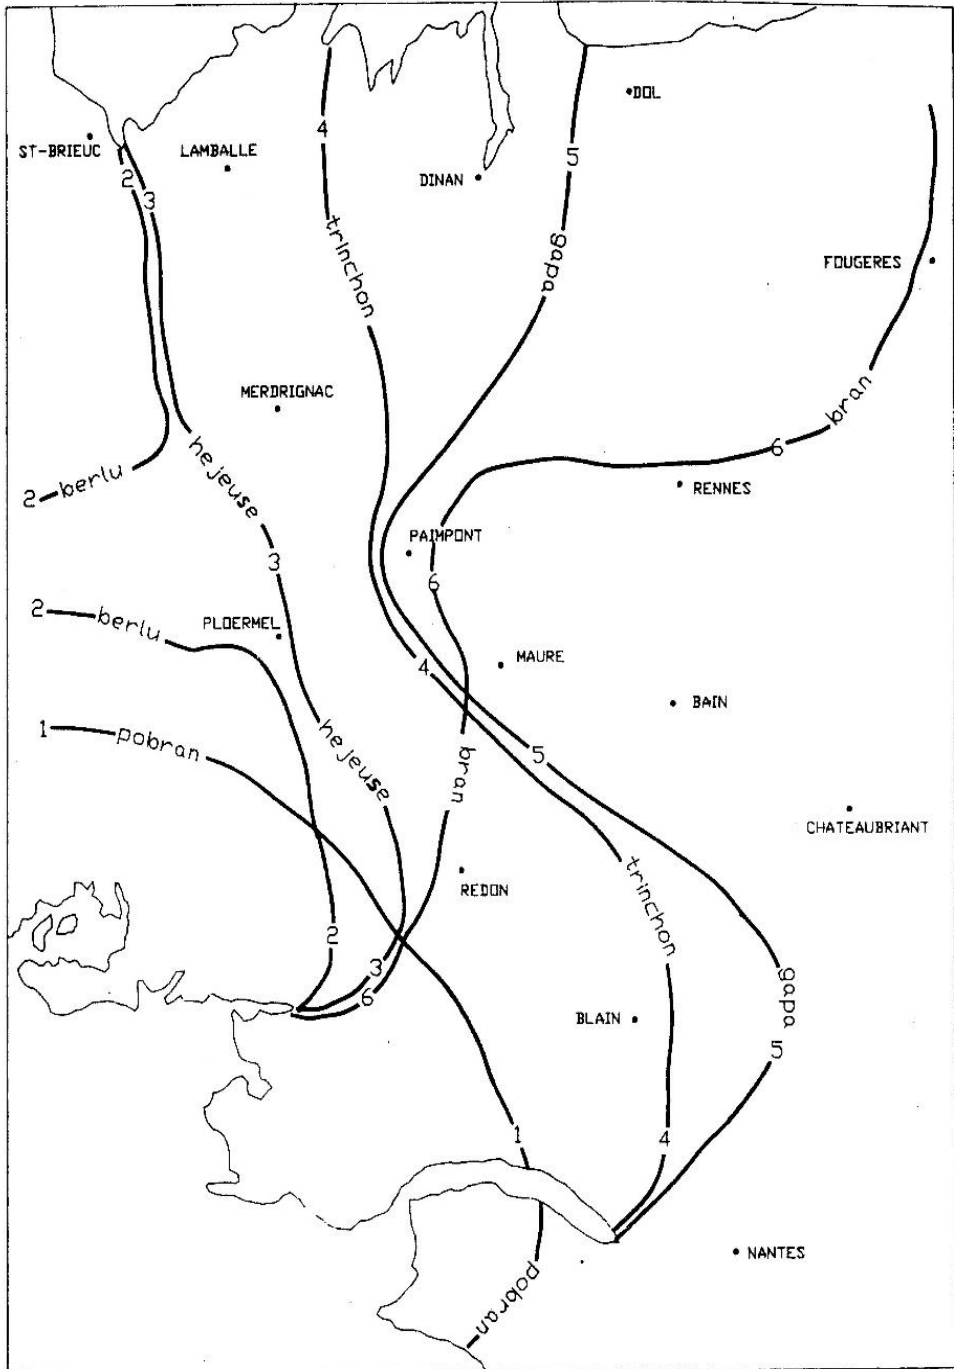 DOL
4
ST-BRIEUC
LAMBALLE
5
2
3
DINAN
trinchon
gapa
FOUGERES
MERDRIGNAC
bran
hejeuse
6
2 berlu
RENNES
PAIMPONT
3
6
2 berlu
PLOERMEL
MAURE
4
BAIN
1 pobran
hejeuse
5
bran
CHATEAUBRIANT
trinchon
REDON
2
3
gapa
6
BLAIN
5
1
4
NANTES
pobran